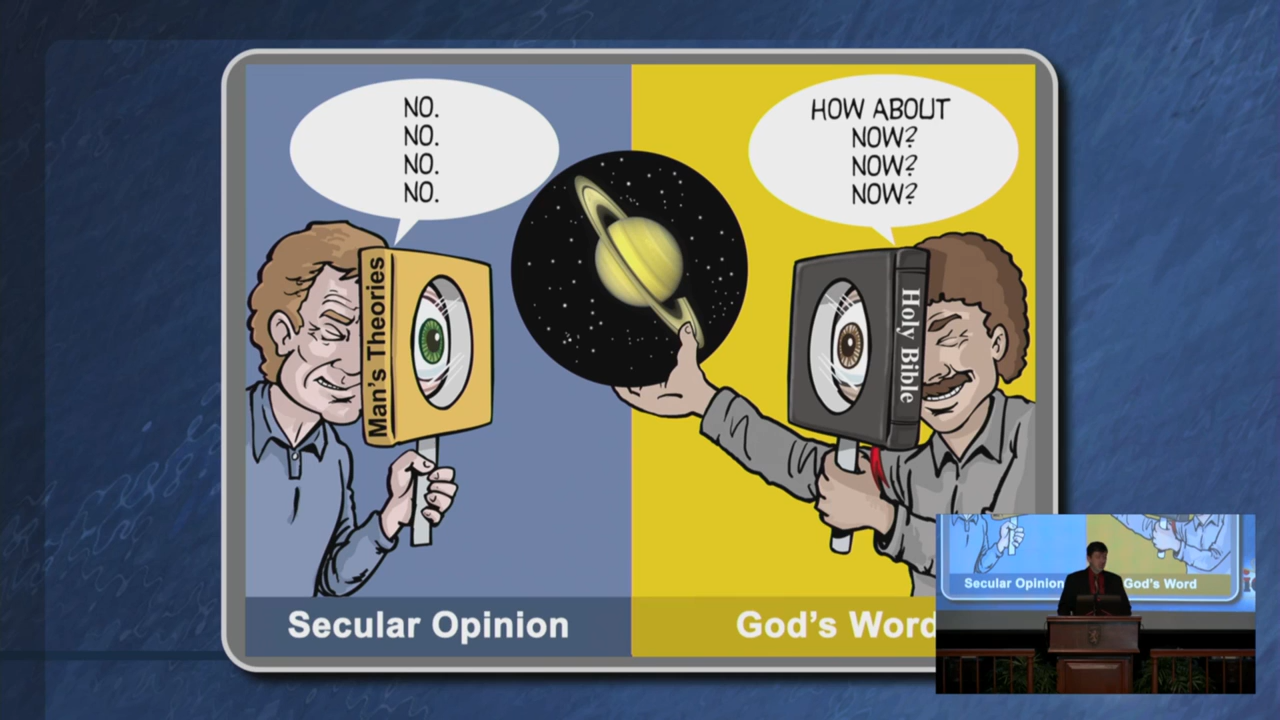 NO.
NO.
NO.
NO.
HOW ABOUT
NOW?
NOW?
NOW?
Man's Theories
Holy Bible
Secular Opinion
God's Word
Secular Opinion
God's Word